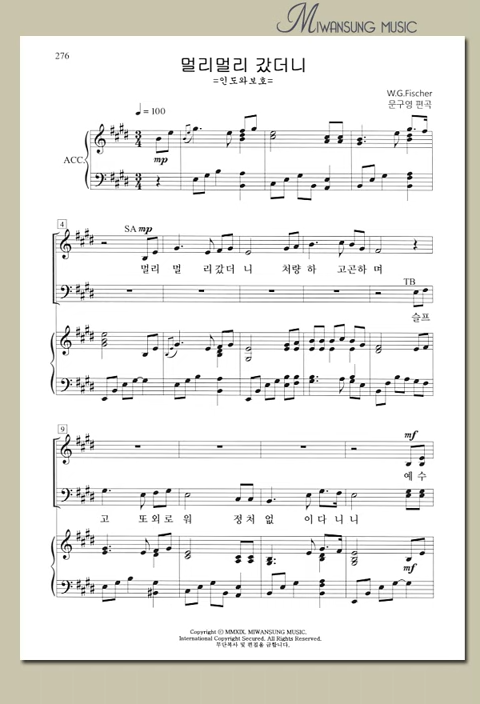 MIWANSUNG MUSIC
276
멀리멀리 갔더니
=인도와보호=
W.G.Fischer
문구영 편곡
♩ = 100
ACC.
mp
4
SA mp
멀리 멀 리갔더 니 처량하 고곤하 며
TB
슬프
9
mf
예수
고 또외로 워 정처없 이다니니
mf
Copyright ⓒ MMXIX. MIWANSUNG MUSIC.
International Copyright Secured. All Rights Reserved.
무단복사 및 편집을 금합니다.